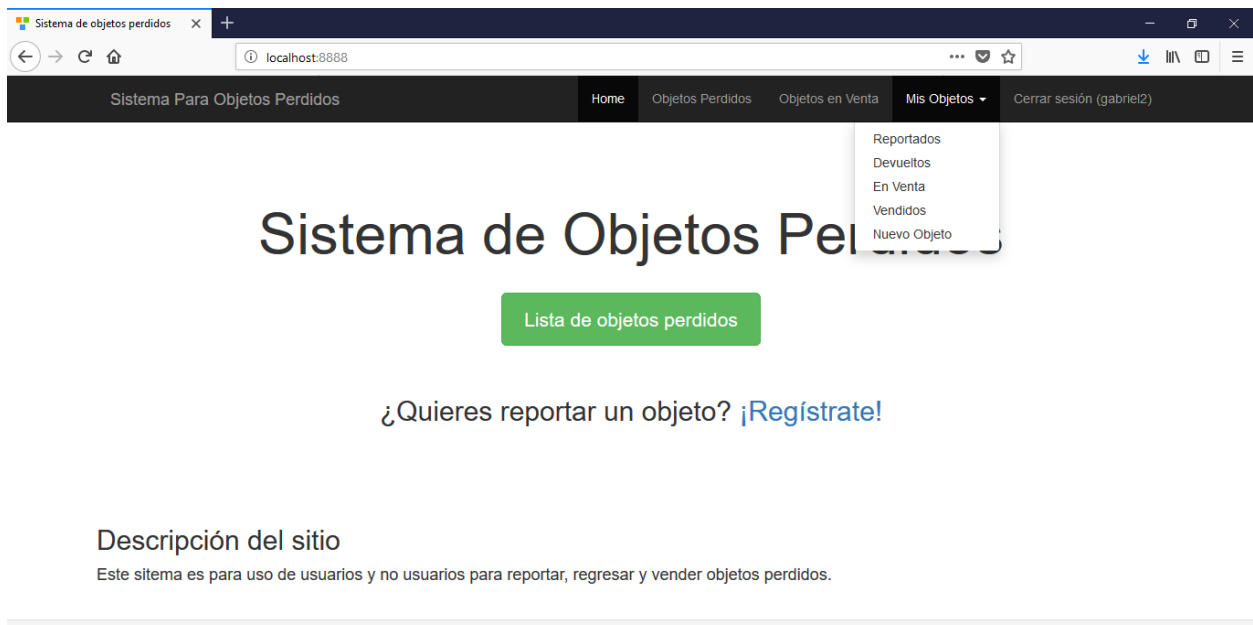 Sistema de objetos perdidos
localhost:8888
Sistema Para Objetos Perdidos
Home Objetos Perdidos Objetos en Venta Mis Objetos Cerrar sesión (gabriel2)
Reportados
Devueltos
En Venta
Vendidos
Nuevo Objeto
Sistema de Objetos Perdidos
Lista de objetos perdidos
¿Quieres reportar un objeto? ¡Regístrate!
Descripción del sitio
Este sitema es para uso de usuarios y no usuarios para reportar, regresar y vender objetos perdidos.